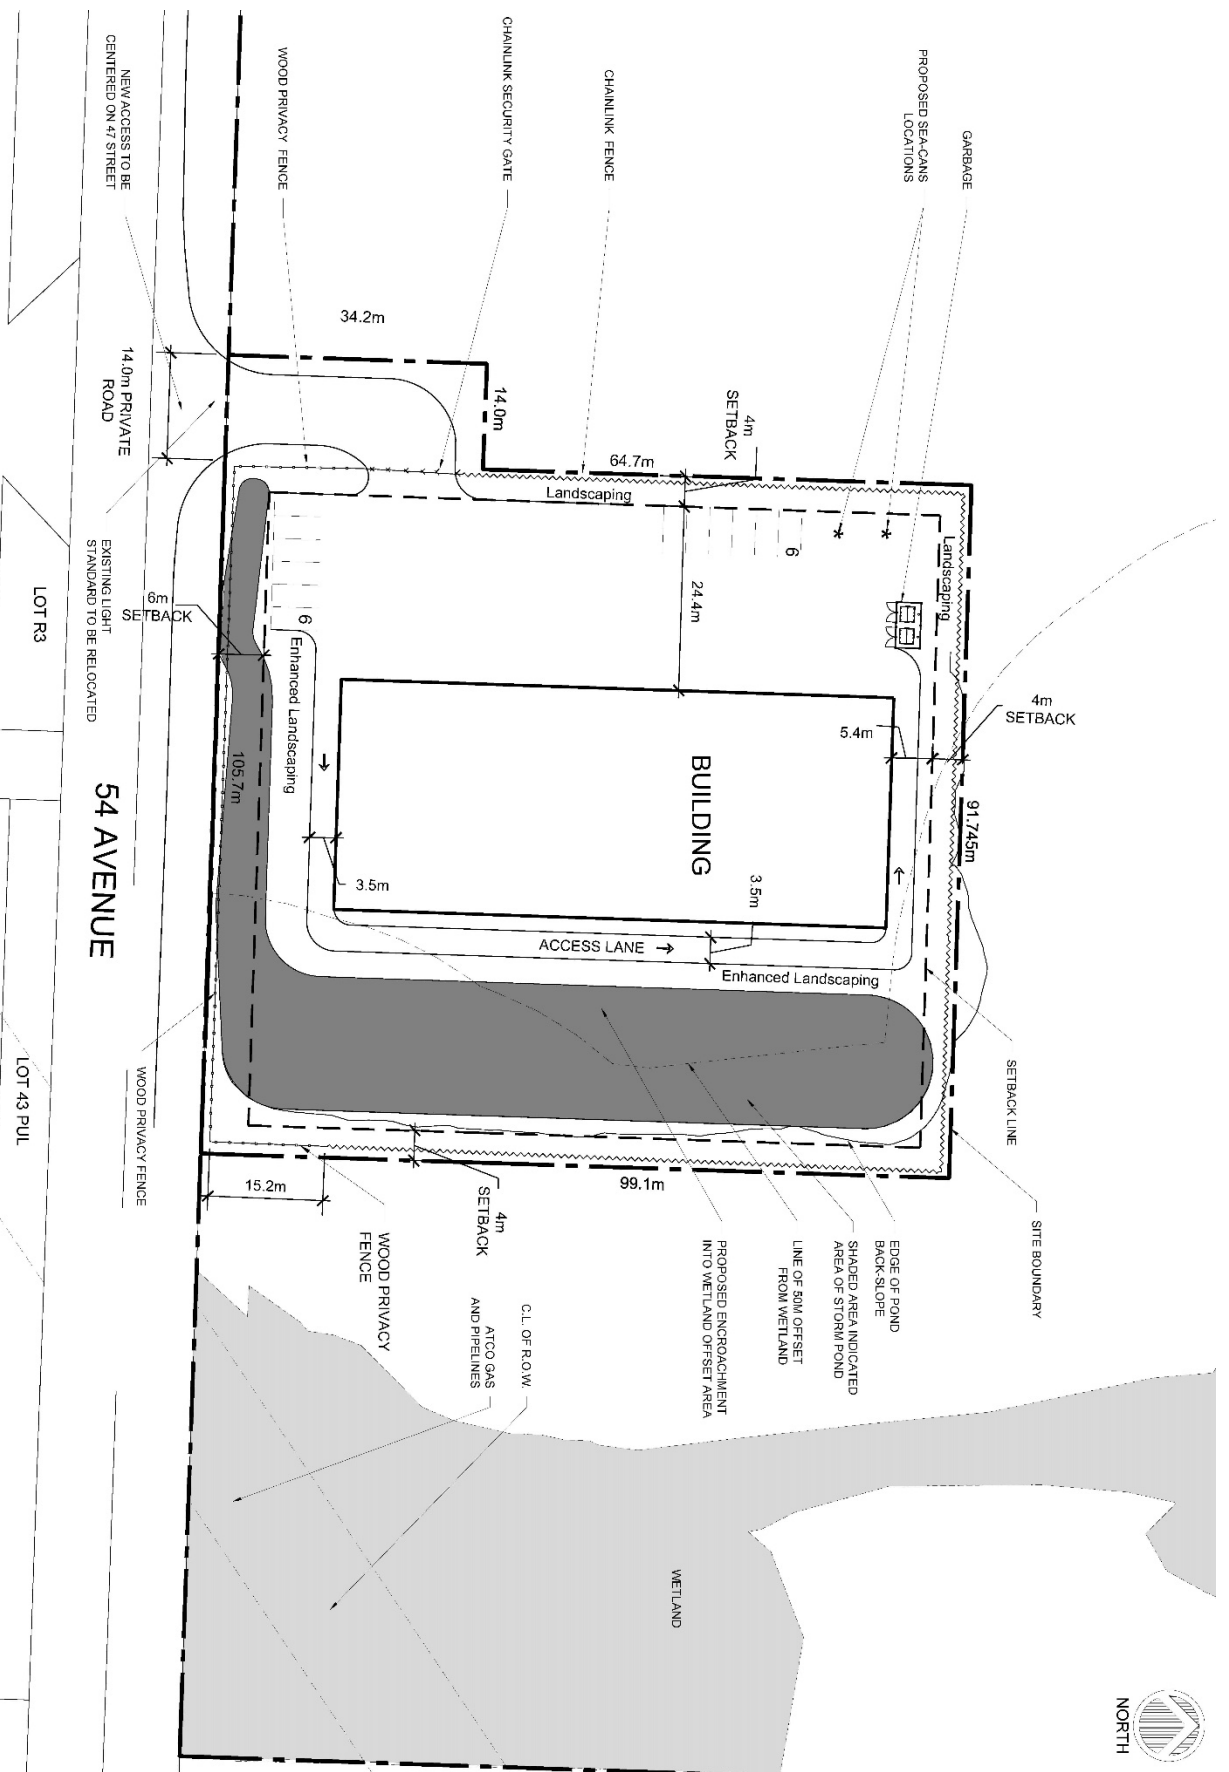 GARBAGE
PROPOSED SEA-CANS
LOCATIONS
CHAINLINK FENCE
CHAINLINK SECURITY GATE
WOOD PRIVACY FENCE
NEW ACCESS TO BE
CENTERED ON 47 STREET
34.2m
14.0m
14.0m PRIVATE
ROAD
4m
SETBACK
64.7m
Landscaping
Landscaping
6
24.4m
6m
SETBACK
EXISTING LIGHT
STANDARD TO BE RELOCATED
LOT R3
6
Enhanced Landscaping
4m
SETBACK
5.4m
BUILDING
105.7m
91.745m
54 AVENUE
3.5m
3.5m
ACCESS LANE
Enhanced Landscaping
SETBACK LINE
LOT 43 PUL
WOOD PRIVACY FENCE
15.2m
4m
SETBACK
99.1m
SITE BOUNDARY
EDGE OF POND
BACK-SLOPE
SHADED AREA INDICATED
AREA OF STORM POND
LINE OF 50M OFFSET
FROM WETLAND
PROPOSED ENCROACHMENT
INTO WETLAND OFFSET AREA
WOOD PRIVACY
FENCE
C.L. OF R.O.W.
ATCO GAS
AND PIPELINES
WETLAND
NORTH